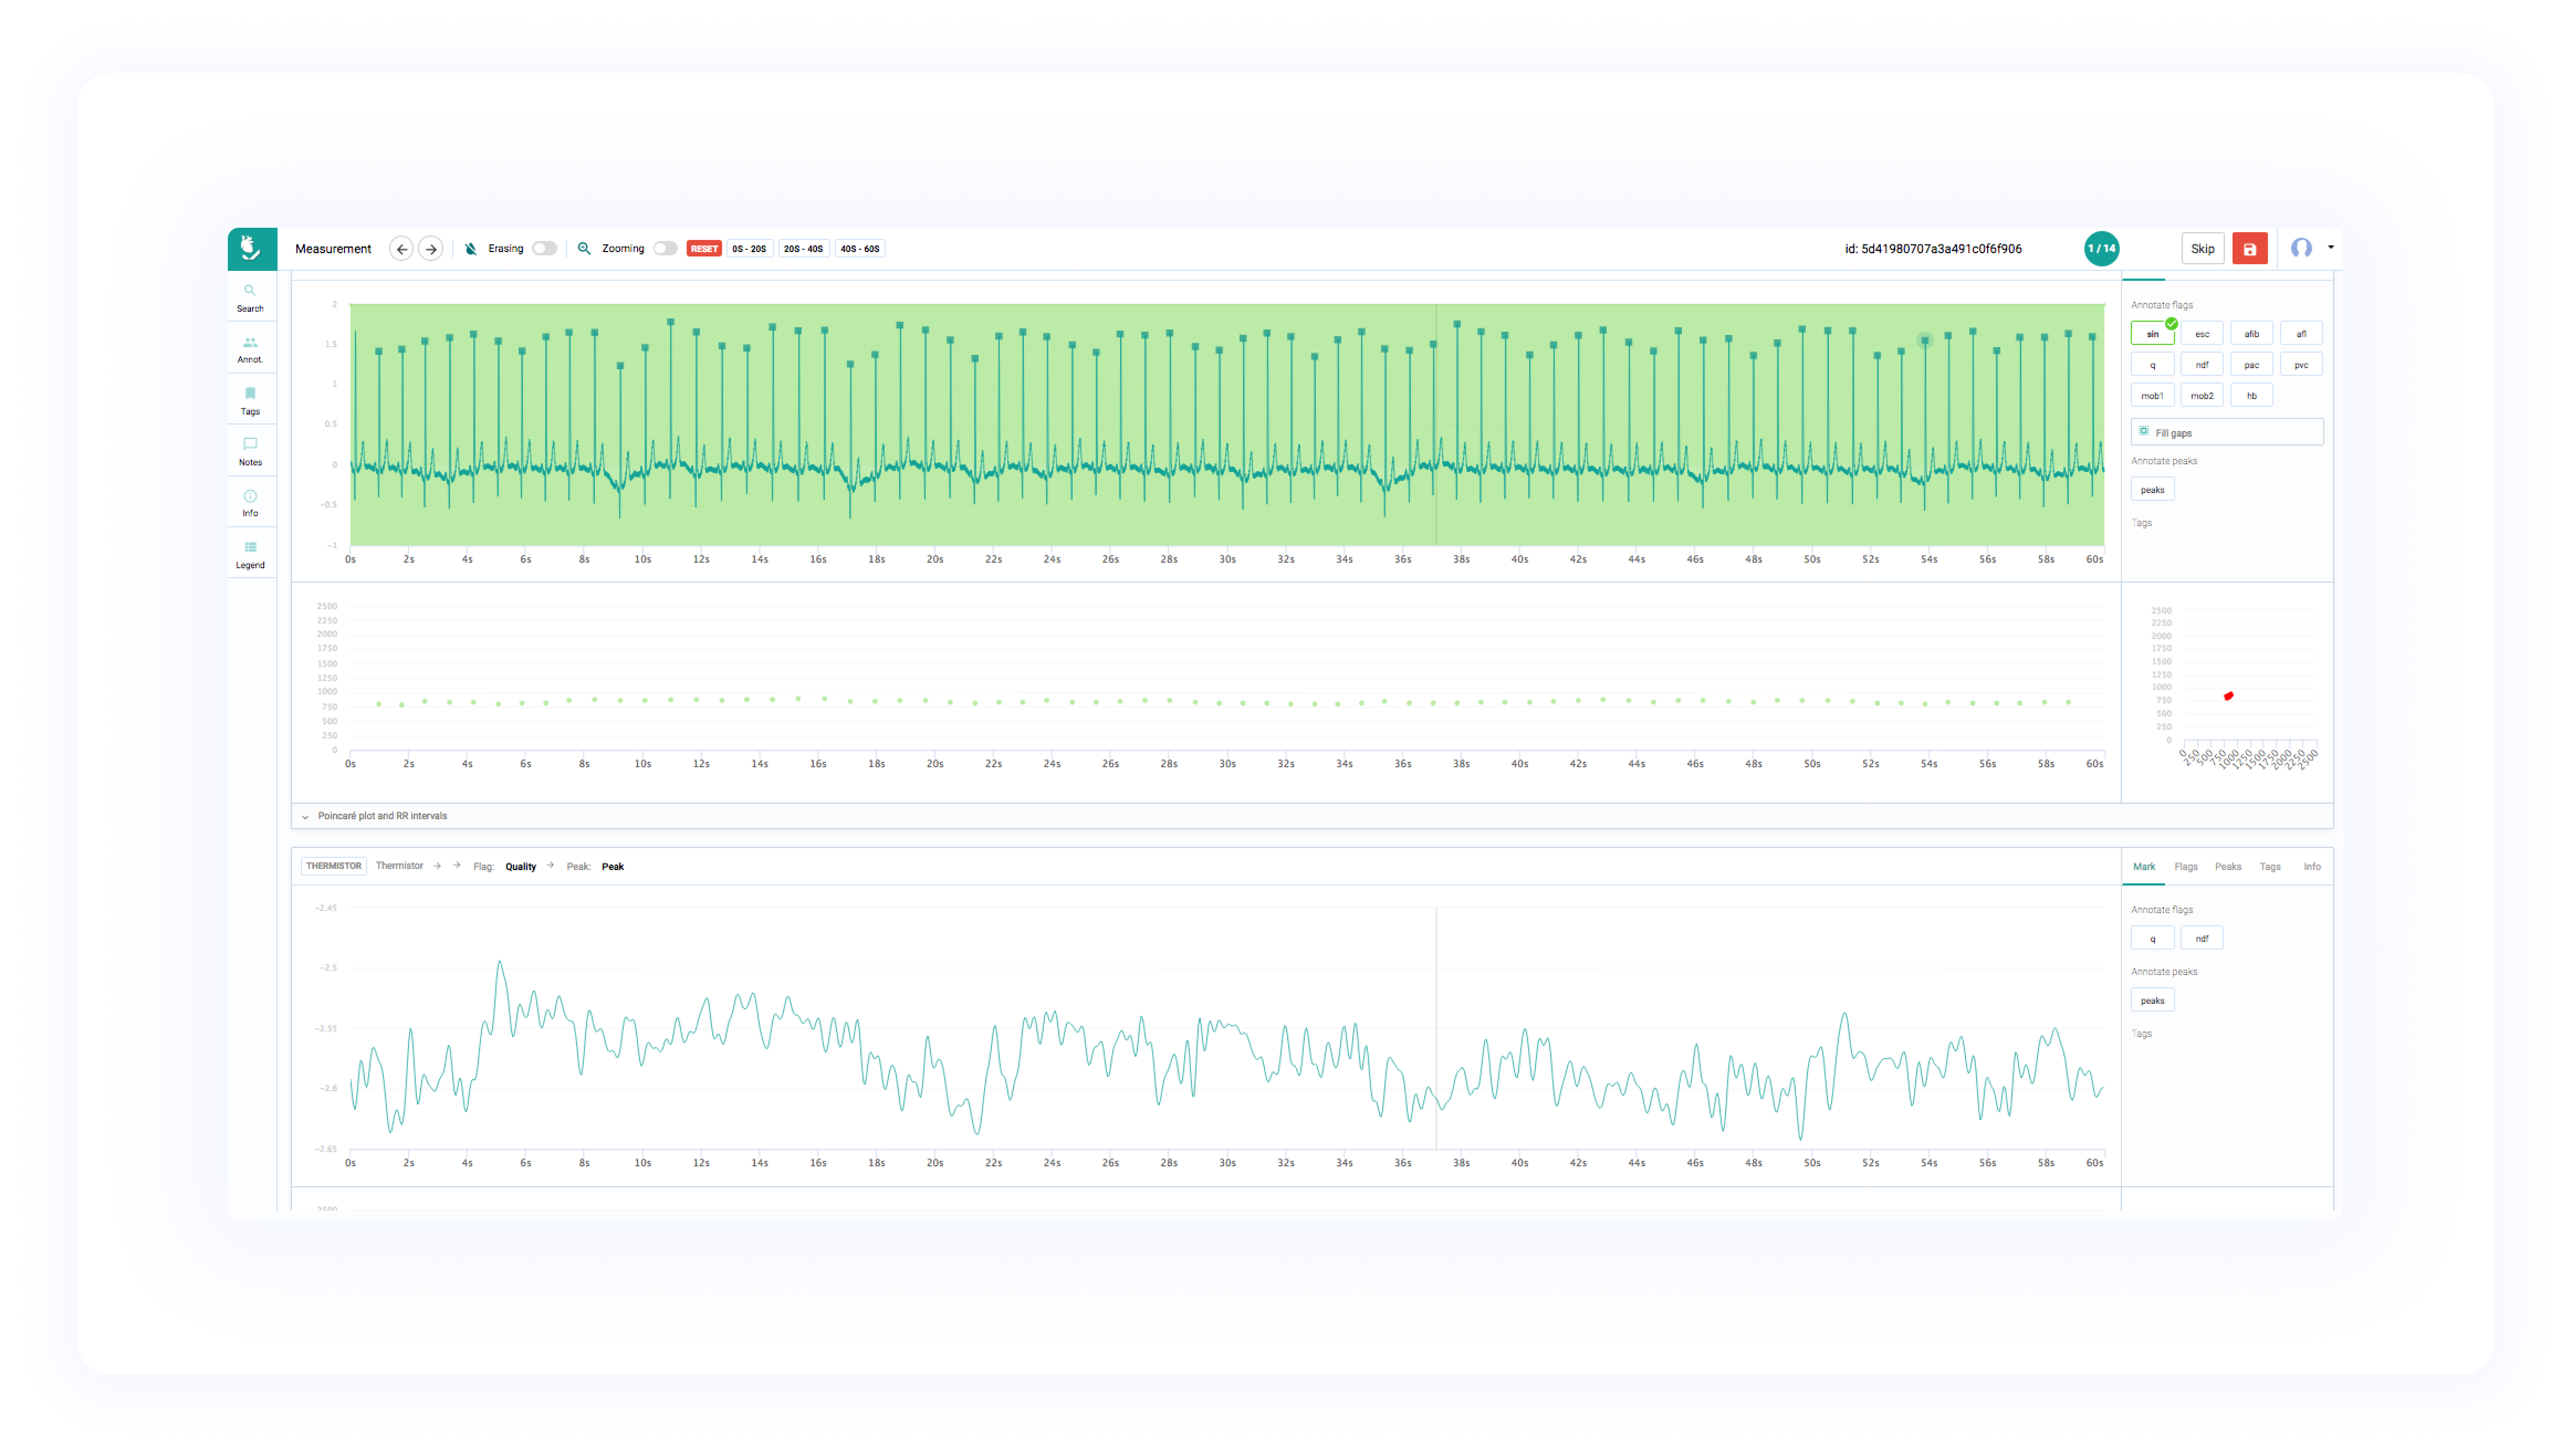 Measurement Erasing Zooming RESET 0S - 20S 20S - 40S 40S - 60S id: 5d41980707a3a491c0f6f906 1 / 14 Skip
Search
Annot.
Tags
Notes
Info
Legend
2
1.5
1
0.5
0
−0.5
−1
0s 2s 4s 6s 8s 10s 12s 14s 16s 18s 20s 22s 24s 26s 28s 30s 32s 34s 36s 38s 40s 42s 44s 46s 48s 50s 52s 54s 56s 58s 60s
Annotate flags
sin esc afib afl
q ndf pac pvc
mob1 mob2 hb
Fill gaps
Annotate peaks
peaks
Tags
2500
2250
2000
1750
1500
1250
1000
750
500
250
0
0s 2s 4s 6s 8s 10s 12s 14s 16s 18s 20s 22s 24s 26s 28s 30s 32s 34s 36s 38s 40s 42s 44s 46s 48s 50s 52s 54s 56s 58s 60s
2500
2250
2000
1750
1500
1250
1000
750
500
250
0
0 250 500 750 1000 1250 1500 1750 2000 2250 2500
Poincaré plot and RR intervals
THERMISTOR Thermistor → → Flag: Quality → Peak: Peak
Mark Flags Peaks Tags Info
−2.45
−2.5
−2.55
−2.6
−2.65
0s 2s 4s 6s 8s 10s 12s 14s 16s 18s 20s 22s 24s 26s 28s 30s 32s 34s 36s 38s 40s 42s 44s 46s 48s 50s 52s 54s 56s 58s 60s
Annotate flags
q ndf
Annotate peaks
peaks
Tags
2500